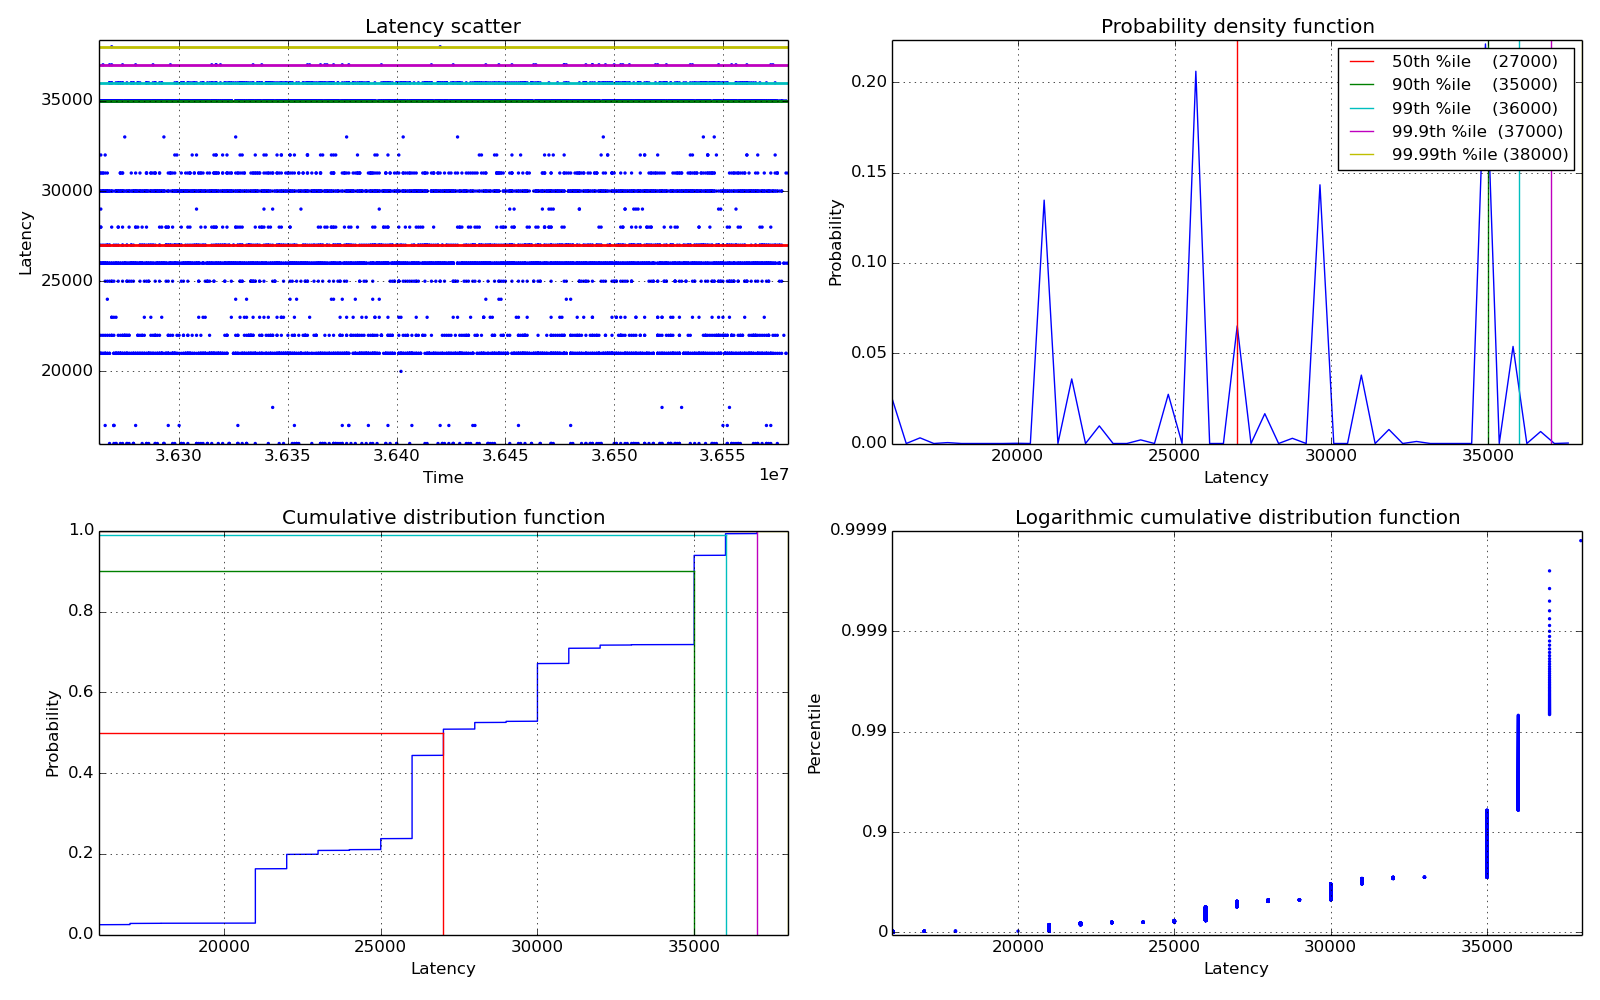 Latency scatter
35000
30000
25000
20000
Latency
3.630
3.635
3.640
3.645
3.650
3.655
1e7
Time
Probability density function
0.20
0.15
0.10
0.05
0.00
Probability
50th %ile (27000)
90th %ile (35000)
99th %ile (36000)
99.9th %ile (37000)
99.99th %ile (38000)
20000
25000
30000
35000
Latency
Cumulative distribution function
1.0
0.8
0.6
0.4
0.2
0.0
Probability
20000
25000
30000
35000
Latency
Logarithmic cumulative distribution function
0.9999
0.999
0.99
0.9
0
Percentile
20000
25000
30000
35000
Latency